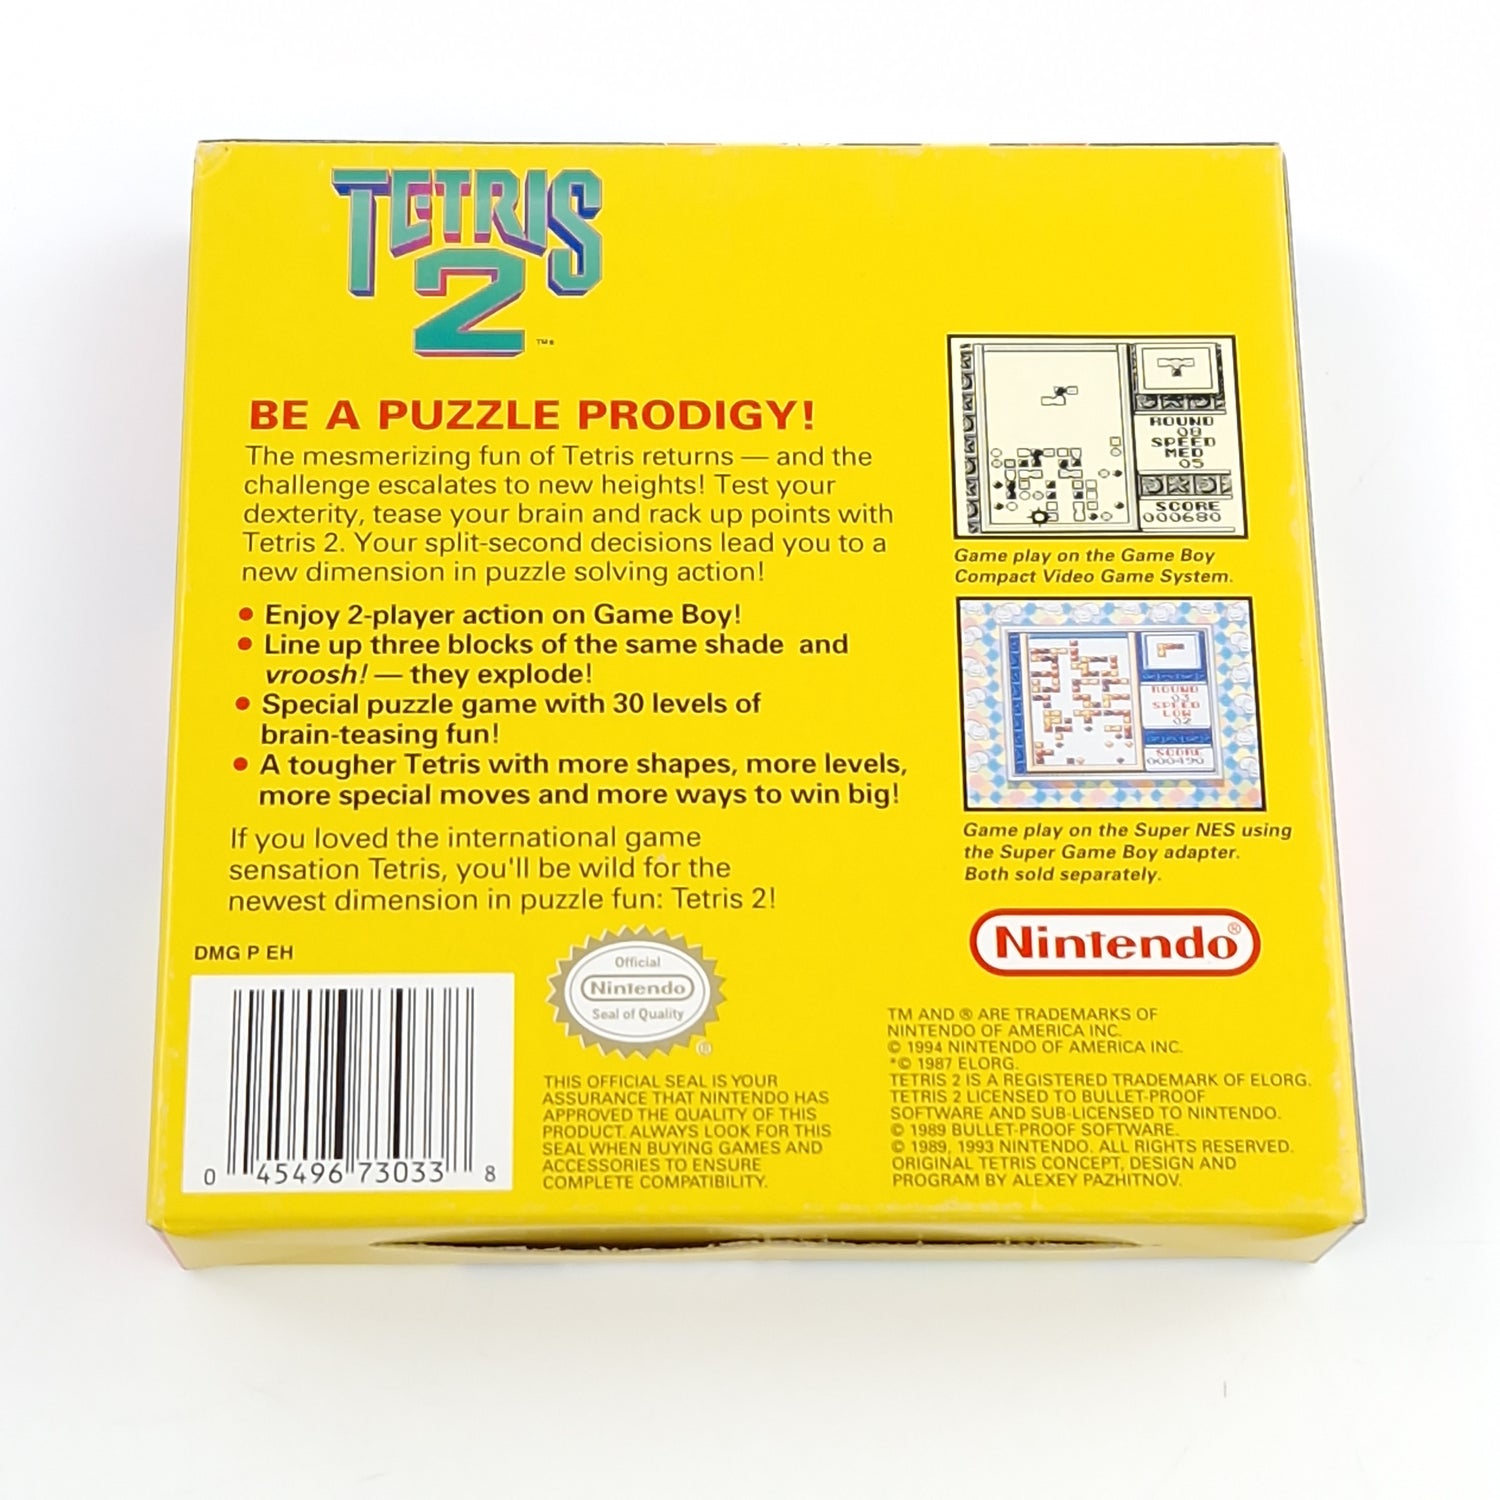 TETRIS
2
™*
BE A PUZZLE PRODIGY!
The mesmerizing fun of Tetris returns — and the
challenge escalates to new heights! Test your
dexterity, tease your brain and rack up points with
Tetris 2. Your split-second decisions lead you to a
new dimension in puzzle solving action!
• Enjoy 2-player action on Game Boy!
• Line up three blocks of the same shade and
vroosh! — they explode!
• Special puzzle game with 30 levels of
brain-teasing fun!
• A tougher Tetris with more shapes, more levels,
more special moves and more ways to win big!
If you loved the international game
sensation Tetris, you'll be wild for the
newest dimension in puzzle fun: Tetris 2!
ROUND
08
SPEED
MED
05
SCORE
000680
Game play on the Game Boy
Compact Video Game System.
ROUND
03
SPEED
LOW
02
SCORE
000490
Game play on the Super NES using
the Super Game Boy adapter.
Both sold separately.
Nintendo®
DMG P EH
0 45496 73033 8
Official
Nintendo
Seal of Quality
®
THIS OFFICIAL SEAL IS YOUR
ASSURANCE THAT NINTENDO HAS
APPROVED THE QUALITY OF THIS
PRODUCT. ALWAYS LOOK FOR THIS
SEAL WHEN BUYING GAMES AND
ACCESSORIES TO ENSURE
COMPLETE COMPATIBILITY.
TM AND ® ARE TRADEMARKS OF
NINTENDO OF AMERICA INC.
© 1994 NINTENDO OF AMERICA INC.
*© 1987 ELORG.
TETRIS 2 IS A REGISTERED TRADEMARK OF ELORG.
TETRIS 2 LICENSED TO BULLET-PROOF
SOFTWARE AND SUB-LICENSED TO NINTENDO.
© 1989 BULLET-PROOF SOFTWARE.
© 1989, 1993 NINTENDO. ALL RIGHTS RESERVED.
ORIGINAL TETRIS CONCEPT, DESIGN AND
PROGRAM BY ALEXEY PAZHITNOV.